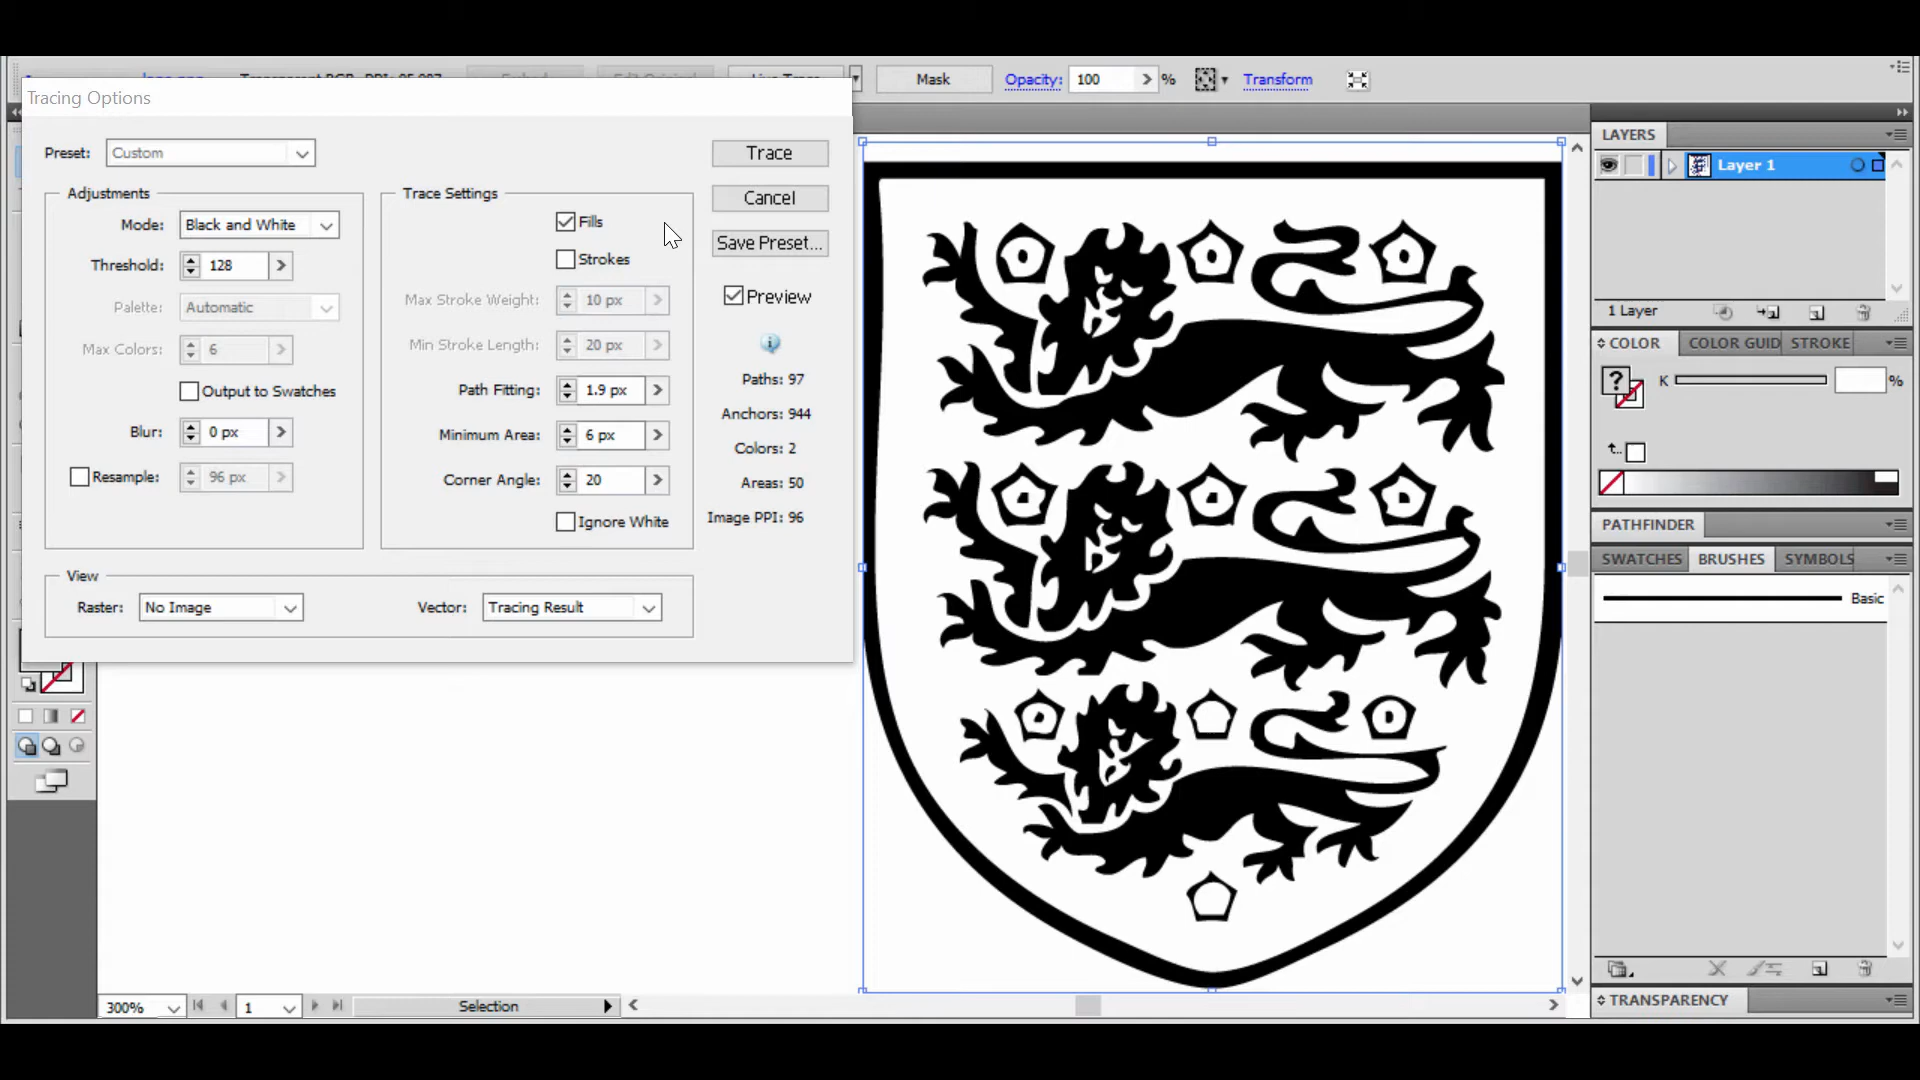 Mask
Opacity: 100 %
Transform
Tracing Options
Preset: Custom
Trace
Cancel
Save Preset...
Preview
Adjustments
Mode: Black and White
Threshold: 128
Palette: Automatic
Max Colors: 6
Output to Swatches
Blur: 0 px
Resample: 96 px
Trace Settings
Fills
Strokes
Max Stroke Weight: 10 px
Min Stroke Length: 20 px
Path Fitting: 1.9 px
Minimum Area: 6 px
Corner Angle: 20
Ignore White
Paths: 97
Anchors: 944
Colors: 2
Areas: 50
Image PPI: 96
View
Raster: No Image
Vector: Tracing Result
LAYERS
Layer 1
1 Layer
COLOR COLOR GUID STROKE
K %
PATHFINDER
SWATCHES BRUSHES SYMBOLS
Basic
TRANSPARENCY
300% 1 Selection